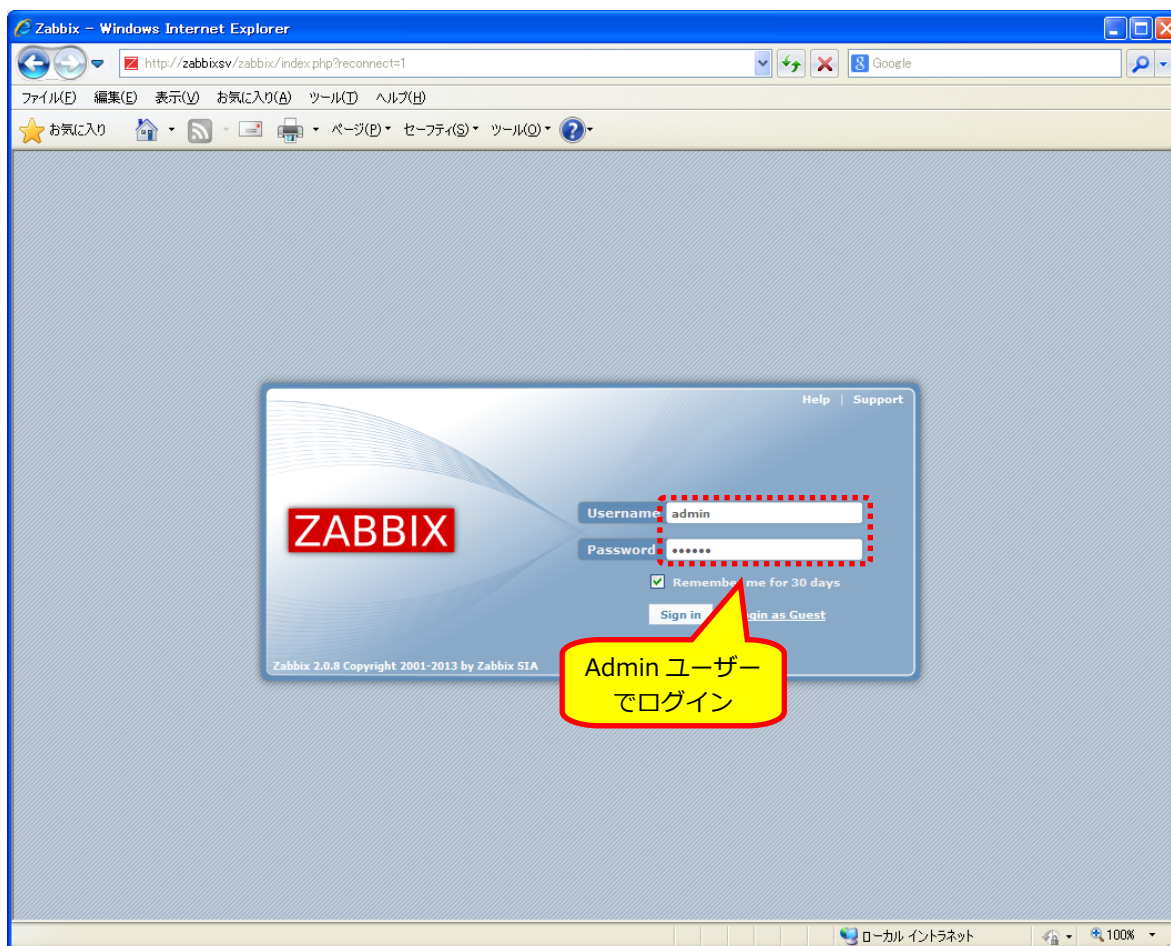 Zabbix - Windows Internet Explorer
http://zabbixsv/zabbix/index.php?reconnect=1
Google
ファイル(F) 編集(E) 表示(V) お気に入り(A) ツール(T) ヘルプ(H)
お気に入り ページ(P) セーフティ(S) ツール(O)
Help | Support
ZABBIX
Username admin
Password ••••••
Remember me for 30 days
Sign in
gin as Guest
Zabbix 2.0.8 Copyright 2001-2013 by Zabbix SIA
Admin ユーザー
でログイン
ローカル イントラネット
100%